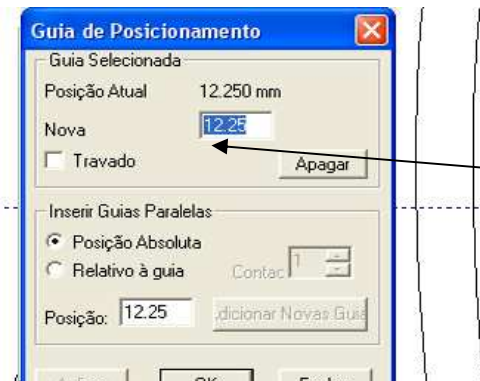 Guia de Posicionamento
Guia Selecionada
Posição Atual 12.250 mm
Nova 12.25
Travado Apagar
Inserir Guias Paralelas
Posição Absoluta
Relativo à guia Contac 1
Posição: 12.25 dicionar Novas Guia
OK